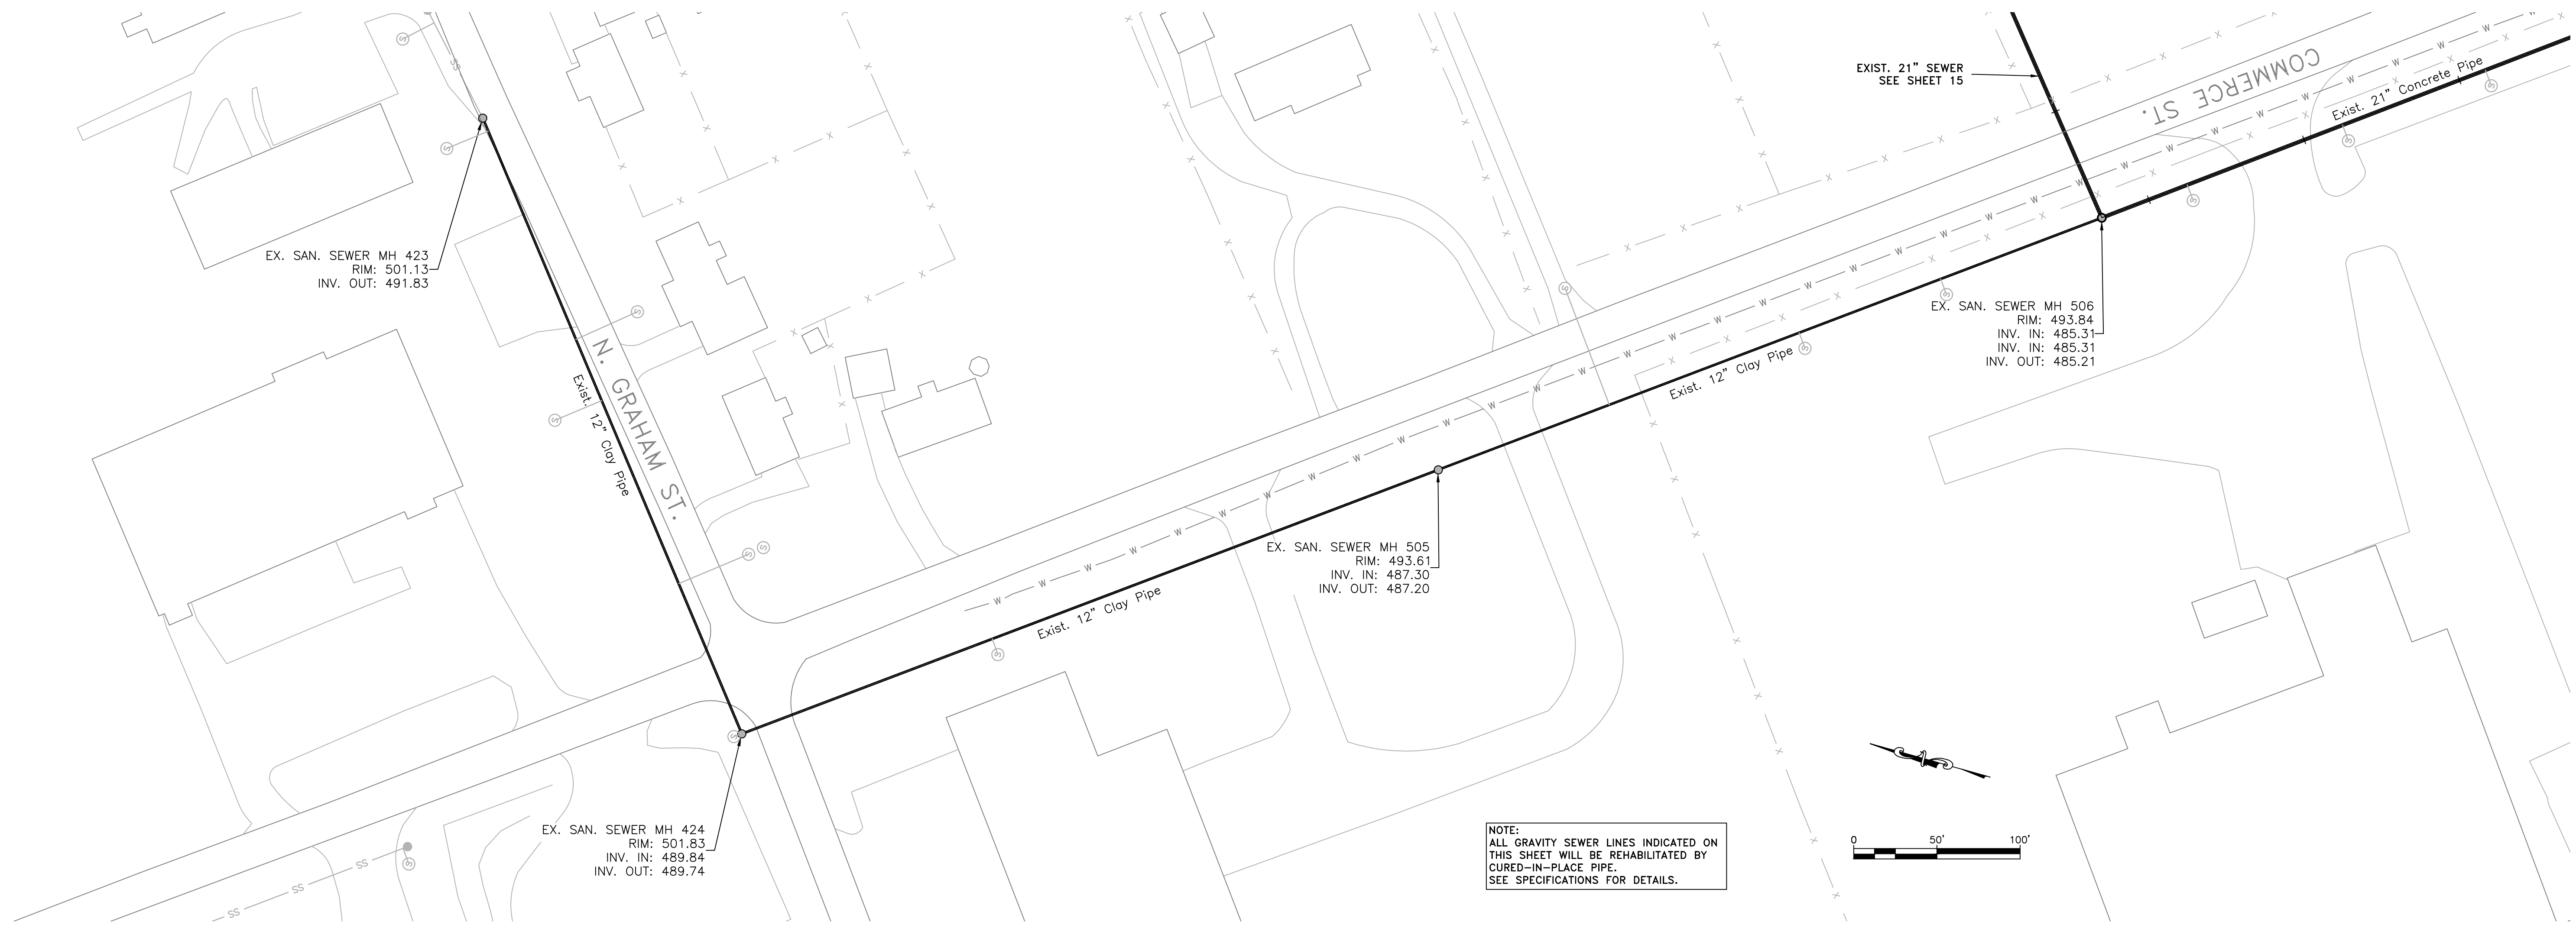 EXIST. 21" SEWER
SEE SHEET 15
COMMERCE ST.
Exist. 21" Concrete Pipe
EX. SAN. SEWER MH 423
RIM: 501.13
INV. OUT: 491.83
N. GRAHAM ST.
Exist. 12" Clay Pipe
EX. SAN. SEWER MH 506
RIM: 493.84
INV. IN: 485.31
INV. IN: 485.31
INV. OUT: 485.21
Exist. 12" Clay Pipe
EX. SAN. SEWER MH 505
RIM: 493.61
INV. IN: 487.30
INV. OUT: 487.20
Exist. 12" Clay Pipe
EX. SAN. SEWER MH 424
RIM: 501.83
INV. IN: 489.84
INV. OUT: 489.74
SS
SS
SS
SS
NOTE:
ALL GRAVITY SEWER LINES INDICATED ON
THIS SHEET WILL BE REHABILITATED BY
CURED-IN-PLACE PIPE.
SEE SPECIFICATIONS FOR DETAILS.
0 50' 100'